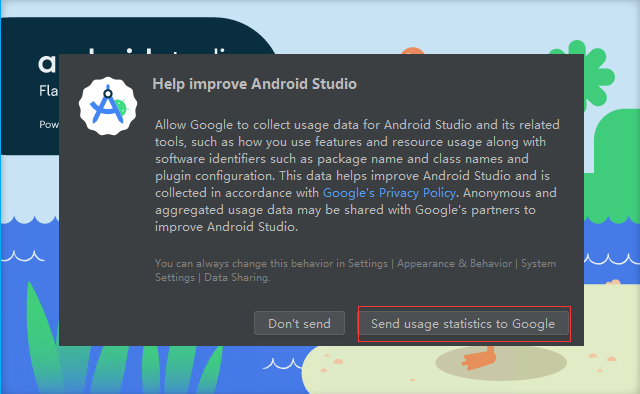 Fla
Pow
Help improve Android Studio
Allow Google to collect usage data for Android Studio and its related
tools, such as how you use features and resource usage along with
software identifiers such as package name and class names and
plugin configuration. This data helps improve Android Studio and is
collected in accordance with Google's Privacy Policy. Anonymous and
aggregated usage data may be shared with Google's partners to
improve Android Studio.
You can always change this behavior in Settings | Appearance & Behavior | System
Settings | Data Sharing.
Don't send
Send usage statistics to Google